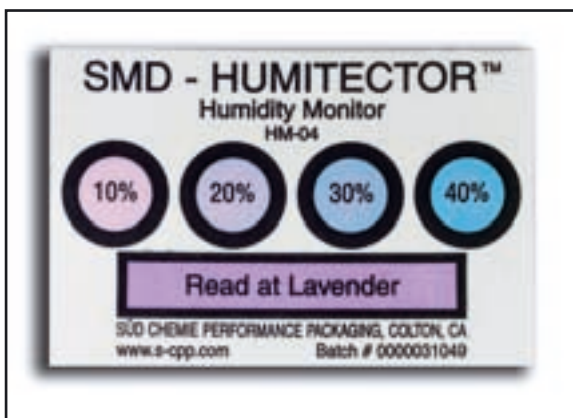 SMD - HUMITECTOR™
Humidity Monitor
HM-04
10% 20% 30% 40%
Read at Lavender
SÜD CHEMIE PERFORMANCE PACKAGING, COLTON, CA
www.s-cpp.com Batch # 0000031049